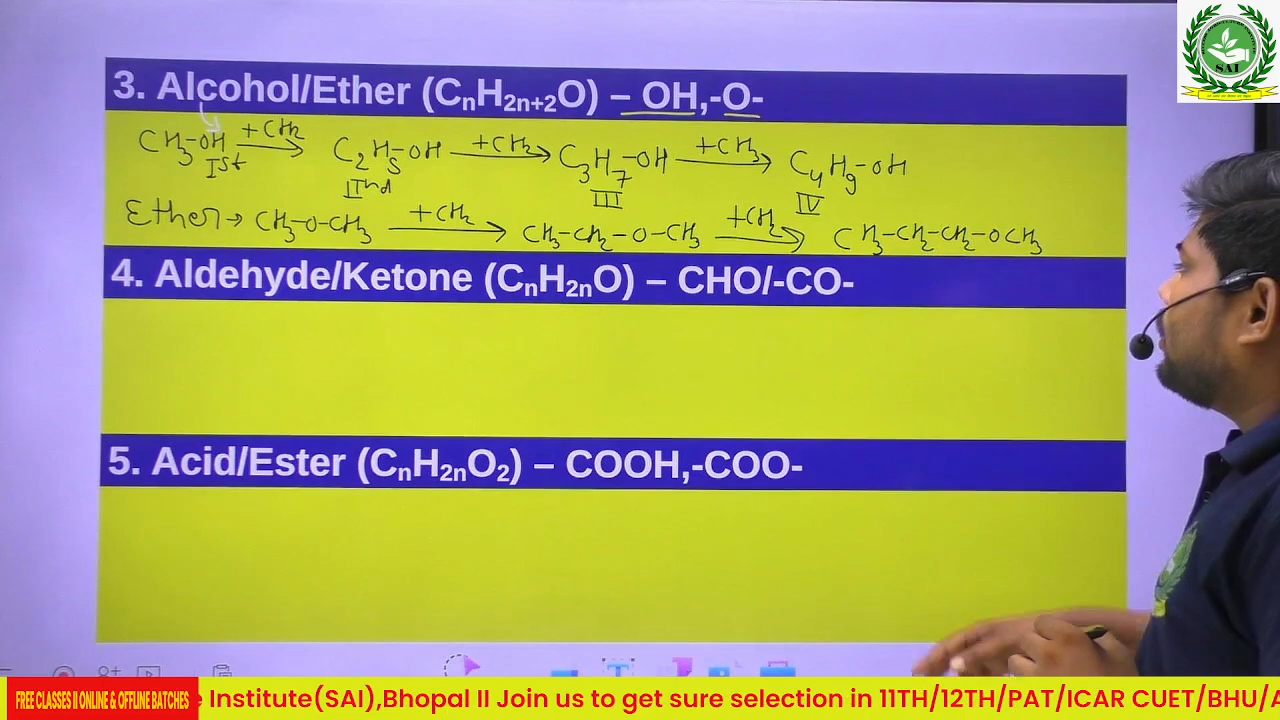 SAI
3. Alcohol/Ether (CₙH₂ₙ₊₂O) – OH,-O-
CH₃-OH +CH₂ → C₂H₅-OH +CH₂ → C₃H₇-OH +CH₃ → C₄H₉-OH
Ist IInd III IV
Ether → CH₃-O-CH₃ +CH₂ → CH₃-CH₂-O-CH₃ +CH₂ → CH₃-CH₂-CH₂-OCH₃
4. Aldehyde/Ketone (CₙH₂ₙO) – CHO/-CO-
5. Acid/Ester (CₙH₂ₙO₂) – COOH,-COO-
FREE CLASSES II ONLINE & OFFLINE BATCHES
e Institute(SAI),Bhopal II Join us to get sure selection in 11TH/12TH/PAT/ICAR CUET/BHU/A